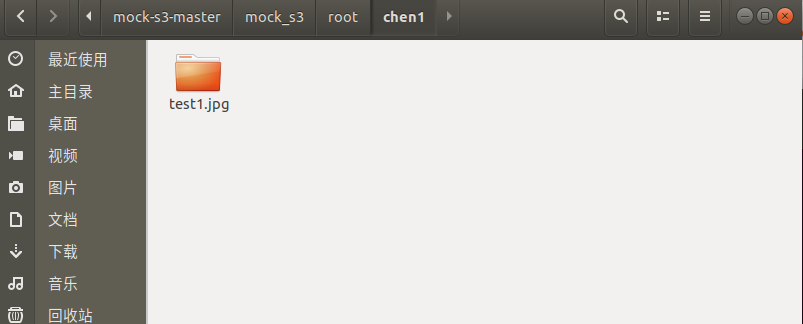 mock-s3-master mock_s3 root chen1
最近使用
test1.jpg
主目录
桌面
视频
图片
文档
下载
音乐
回收站